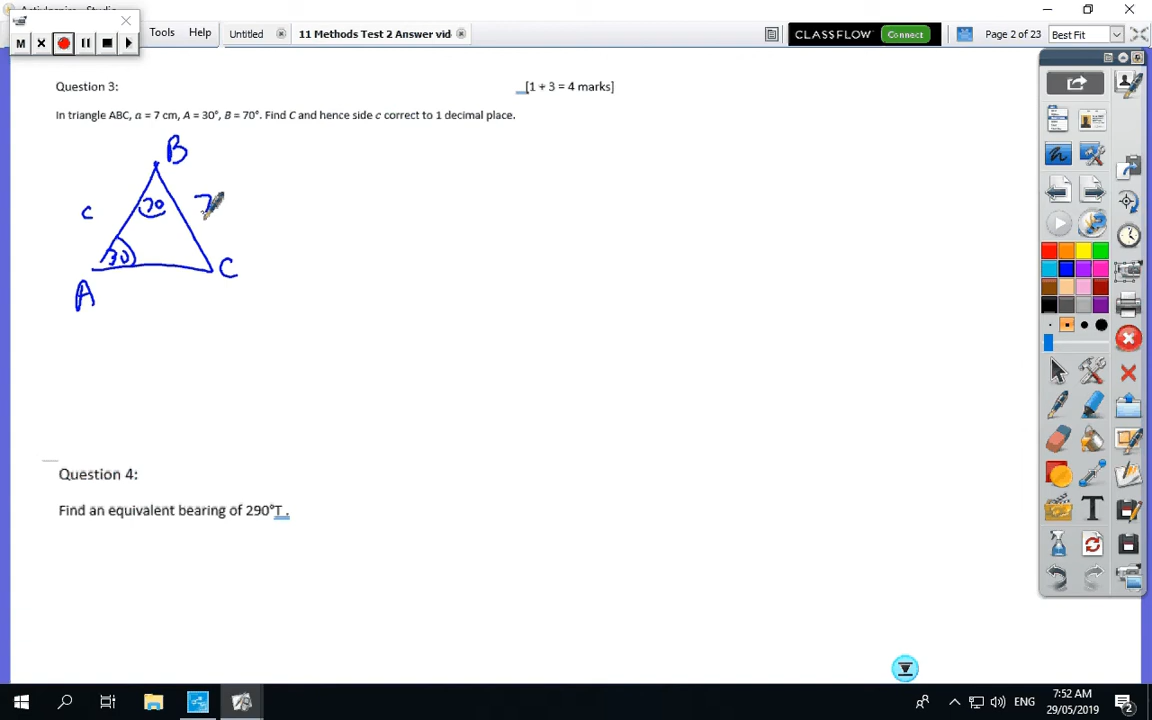 Tools Help Untitled 11 Methods Test 2 Answer vid CLASSFLOW Connect Page 2 of 23 Best Fit
M
Question 3: [1 + 3 = 4 marks]
In triangle ABC, a = 7 cm, A = 30°, B = 70°. Find C and hence side c correct to 1 decimal place.
B
c 70 7
30 C
A
Question 4:
Find an equivalent bearing of 290°T .
T
ENG 7:52 AM
29/05/2019 2